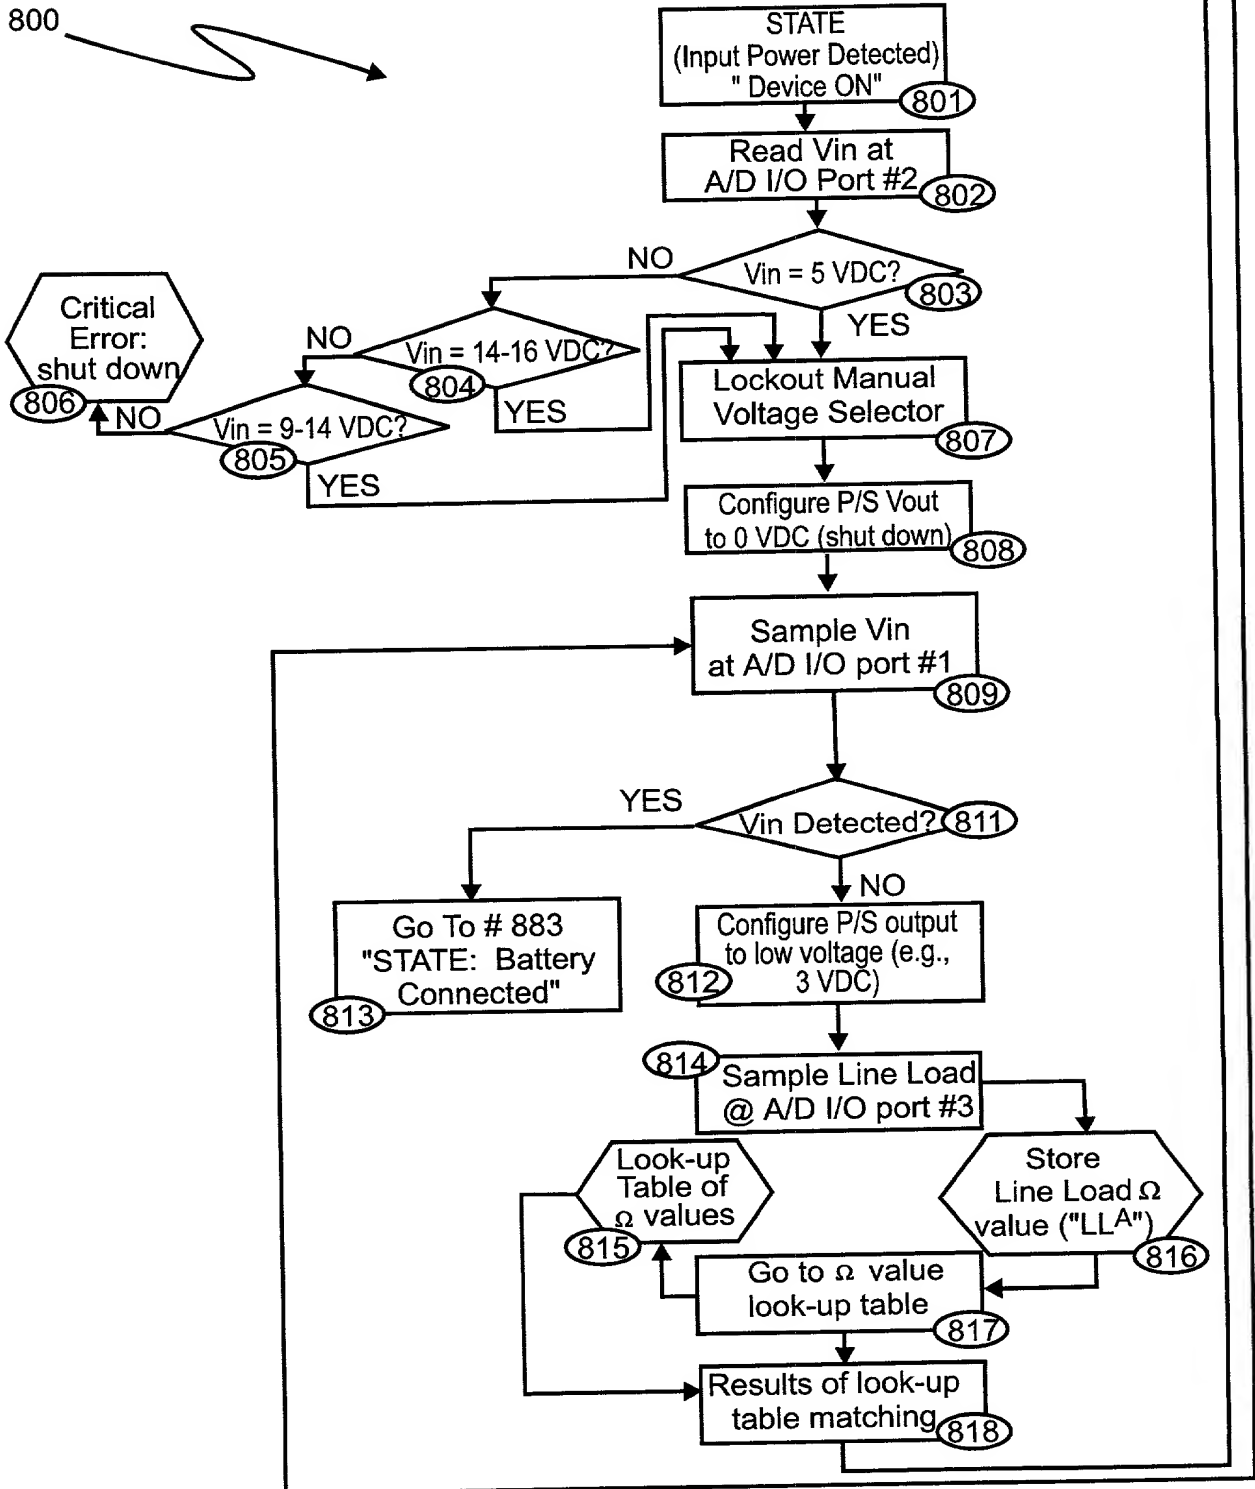 800
STATE
(Input Power Detected)
" Device ON"
801
Read Vin at
A/D I/O Port #2
802
Vin = 5 VDC?
803
NO
YES
Vin = 14-16 VDC?
804
NO
YES
Vin = 9-14 VDC?
805
NO
YES
Critical
Error:
shut down
806
Lockout Manual
Voltage Selector
807
Configure P/S Vout
to 0 VDC (shut down)
808
Sample Vin
at A/D I/O port #1
809
Vin Detected?
811
YES
NO
Go To # 883
"STATE: Battery
Connected"
813
Configure P/S output
to low voltage (e.g.,
3 VDC)
812
814
Sample Line Load
@ A/D I/O port #3
Look-up
Table of
Ω values
815
Store
Line Load Ω
value ("LLA")
816
Go to Ω value
look-up table
817
Results of look-up
table matching
818